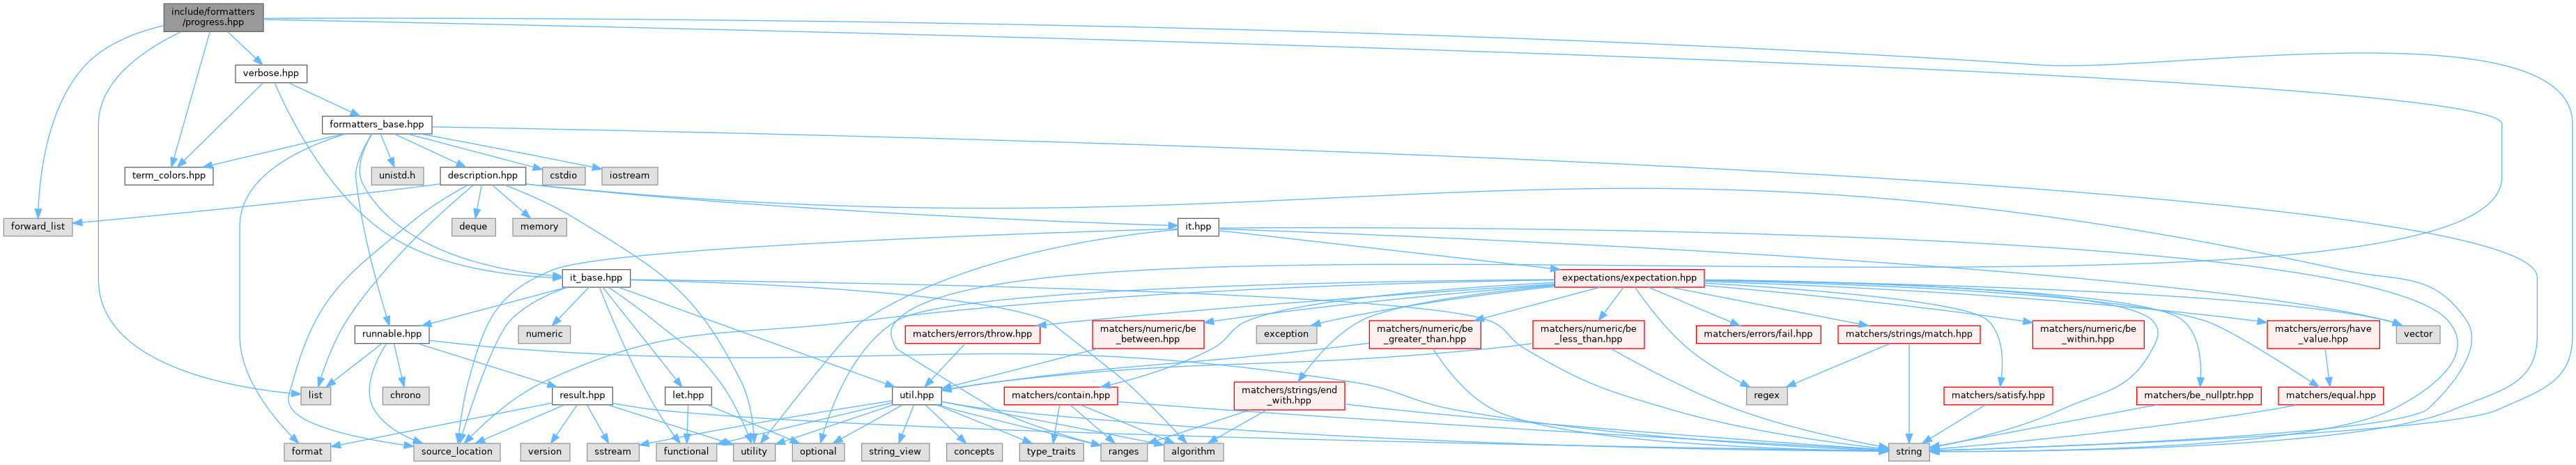 include/formatters
/progress.hpp
verbose.hpp
formatters_base.hpp
term_colors.hpp
unistd.h
description.hpp
cstdio
iostream
forward_list
deque
memory
it.hpp
it_base.hpp
expectations/expectation.hpp
runnable.hpp
numeric
matchers/errors/throw.hpp
matchers/numeric/be
_between.hpp
exception
matchers/numeric/be
_greater_than.hpp
matchers/numeric/be
_less_than.hpp
matchers/errors/fail.hpp
matchers/strings/match.hpp
matchers/numeric/be
_within.hpp
matchers/errors/have
_value.hpp
vector
list
chrono
result.hpp
let.hpp
util.hpp
matchers/contain.hpp
matchers/strings/end
_with.hpp
regex
matchers/satisfy.hpp
matchers/be_nullptr.hpp
matchers/equal.hpp
format
source_location
version
sstream
functional
utility
optional
string_view
concepts
type_traits
ranges
algorithm
string